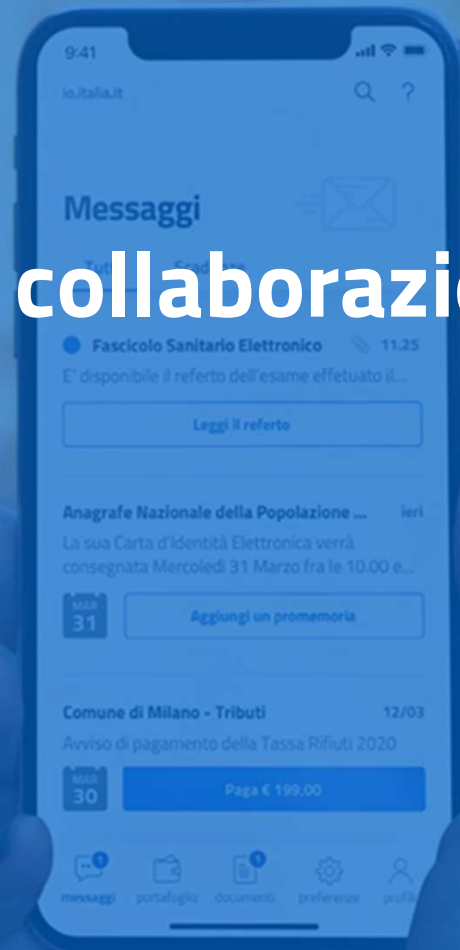 9:41
io.italia.it
?
Messaggi
collaborazi
Fascicolo Sanitario Elettronico 11.25
E' disponibile il referto dell'esame effetuato il...
Leggi il referto
Anagrafe Nazionale della Popolazione ... ieri
La sua Carta d'Identità Elettronica verrà
consegnata Mercoledì 31 Marzo fra le 10.00 e...
MAR
31
Aggiungi un promemoria
Comune di Milano - Tributi 12/03
Avviso di pagamento della Tassa Rifiuti 2020
MAR
30
Paga € 199,00
1 1
messaggi portafoglio documenti preferenze